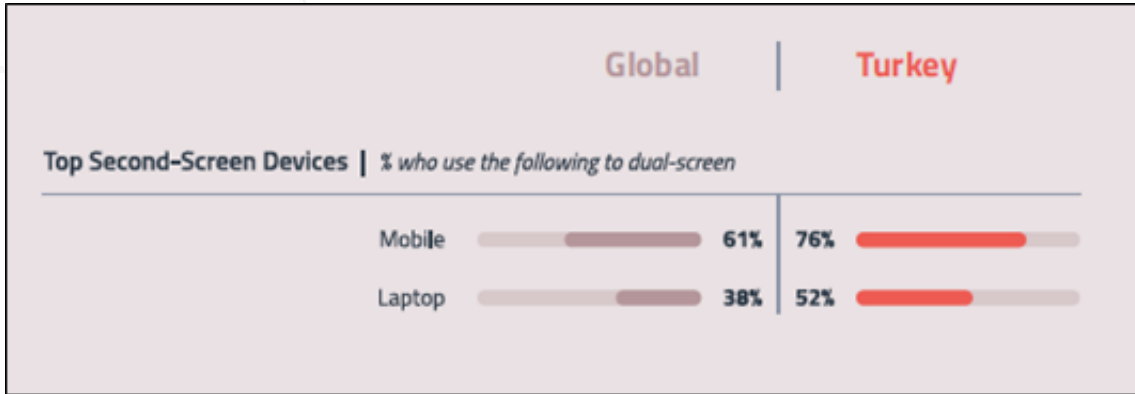 Global | Turkey
Top Second-Screen Devices | % who use the following to dual-screen
Mobile 61% 76%
Laptop 38% 52%